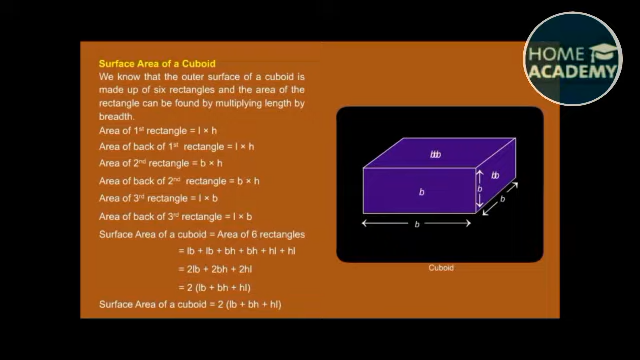 HOME
ACADEMY
Surface Area of a Cuboid
We know that the outer surface of a cuboid is
made up of six rectangles and the area of the
rectangle can be found by multiplying length by
breadth.
Area of 1st rectangle = l × h
Area of back of 1st rectangle = l × h
Area of 2nd rectangle = b × h
Area of back of 2nd rectangle = b × h
Area of 3rd rectangle = l × b
Area of back of 3rd rectangle = l × b
Surface Area of a cuboid = Area of 6 rectangles
= lb + lb + bh + bh + hl + hl
= 2lb + 2bh + 2hl
= 2 (lb + bh + hl)
Surface Area of a cuboid = 2 (lb + bh + hl)
b
b
b
b
Cuboid